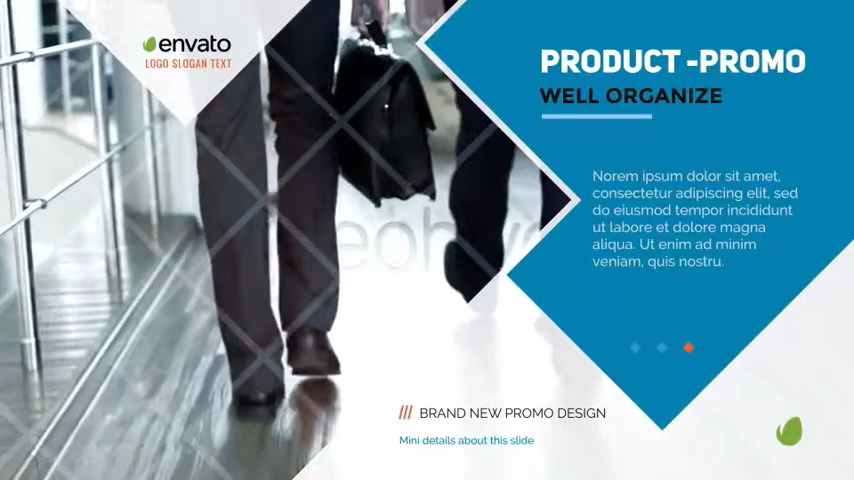 envato
LOGO SLOGAN TEXT
PRODUCT -PROMO
WELL ORGANIZE
Norem ipsum dolor sit amet,
consectetur adipiscing elit, sed
do eiusmod tempor incididunt
ut labore et dolore magna
aliqua. Ut enim ad minim
veniam, quis nostru.
/// BRAND NEW PROMO DESIGN
Mini details about this slide